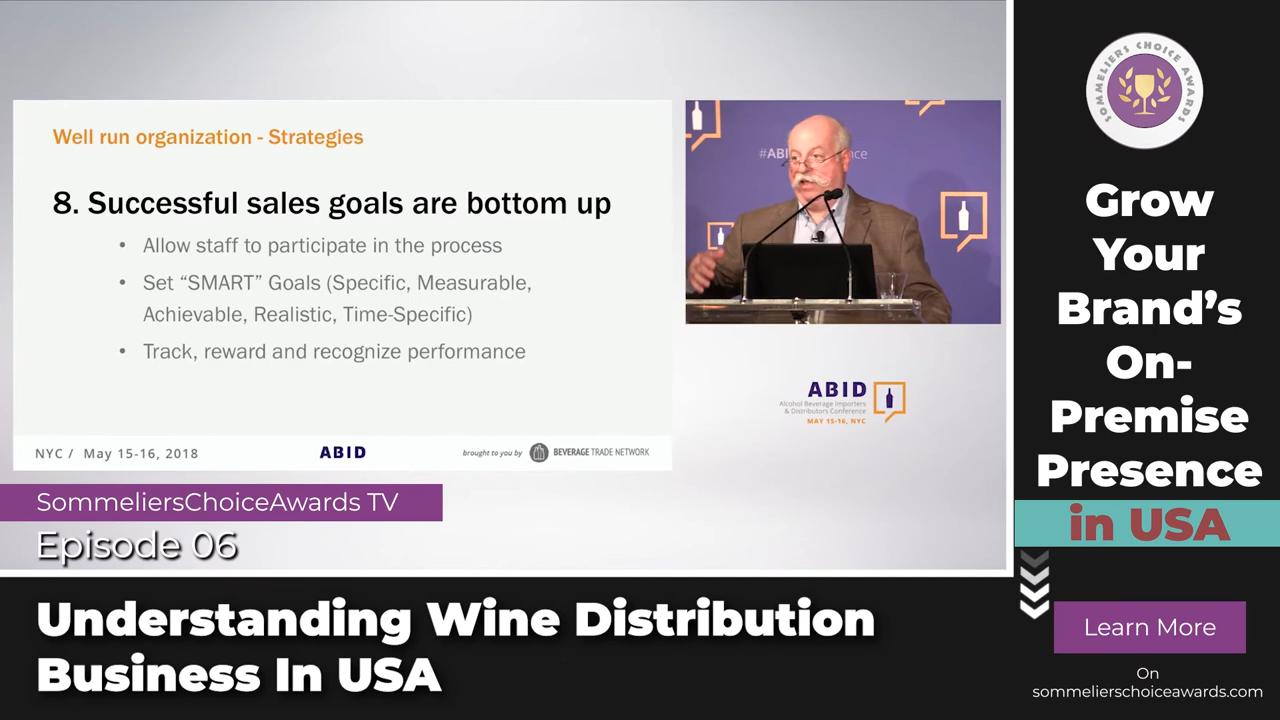 Well run organization - Strategies
8. Successful sales goals are bottom up
• Allow staff to participate in the process
• Set “SMART” Goals (Specific, Measurable,
Achievable, Realistic, Time-Specific)
• Track, reward and recognize performance
NYC / May 15-16, 2018
ABID
brought to you by
BEVERAGE TRADE NETWORK
#ABI
nce
ABID
Alcohol Beverage Importers
& Distributors Conference
MAY 15-16, NYC
SommeliersChoiceAwards TV
Episode 06
Understanding Wine Distribution
Business In USA
SOMMELIERS CHOICE AWARDS
Grow
Your
Brand’s
On-
Premise
Presence
in USA
Learn More
On
sommelierschoiceawards.com